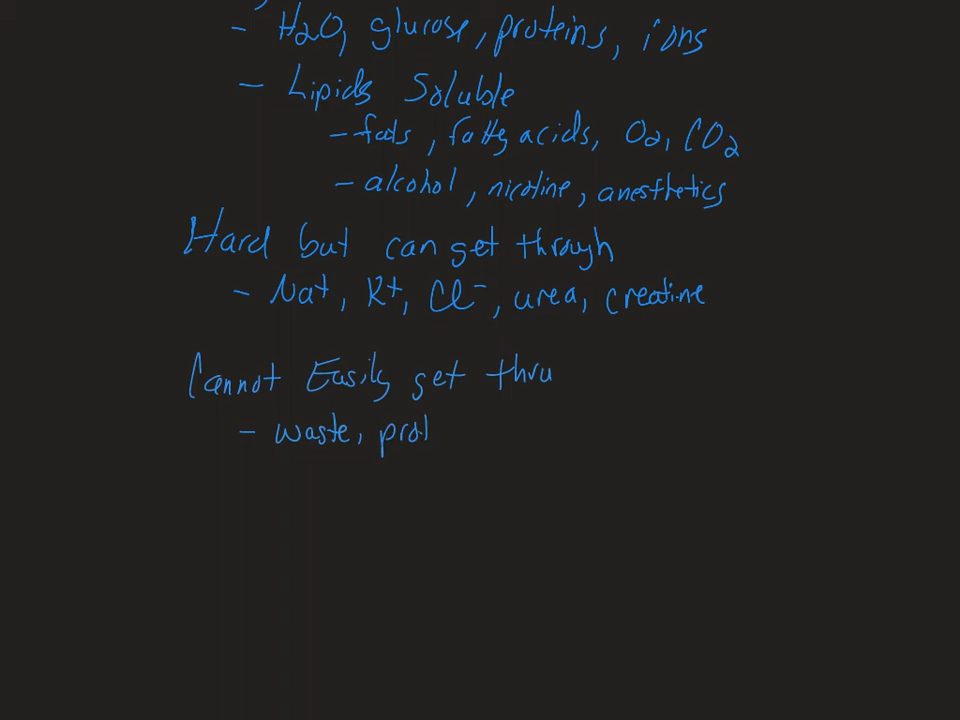 - H2O, glucose, proteins, ions
- Lipids Soluble
- fats, fatty acids, O2, CO2
- alcohol, nicotine, anesthetics
Hard but can get through
- Na+, K+, Cl-, urea, creatine
Cannot Easily get thru
- waste, prot